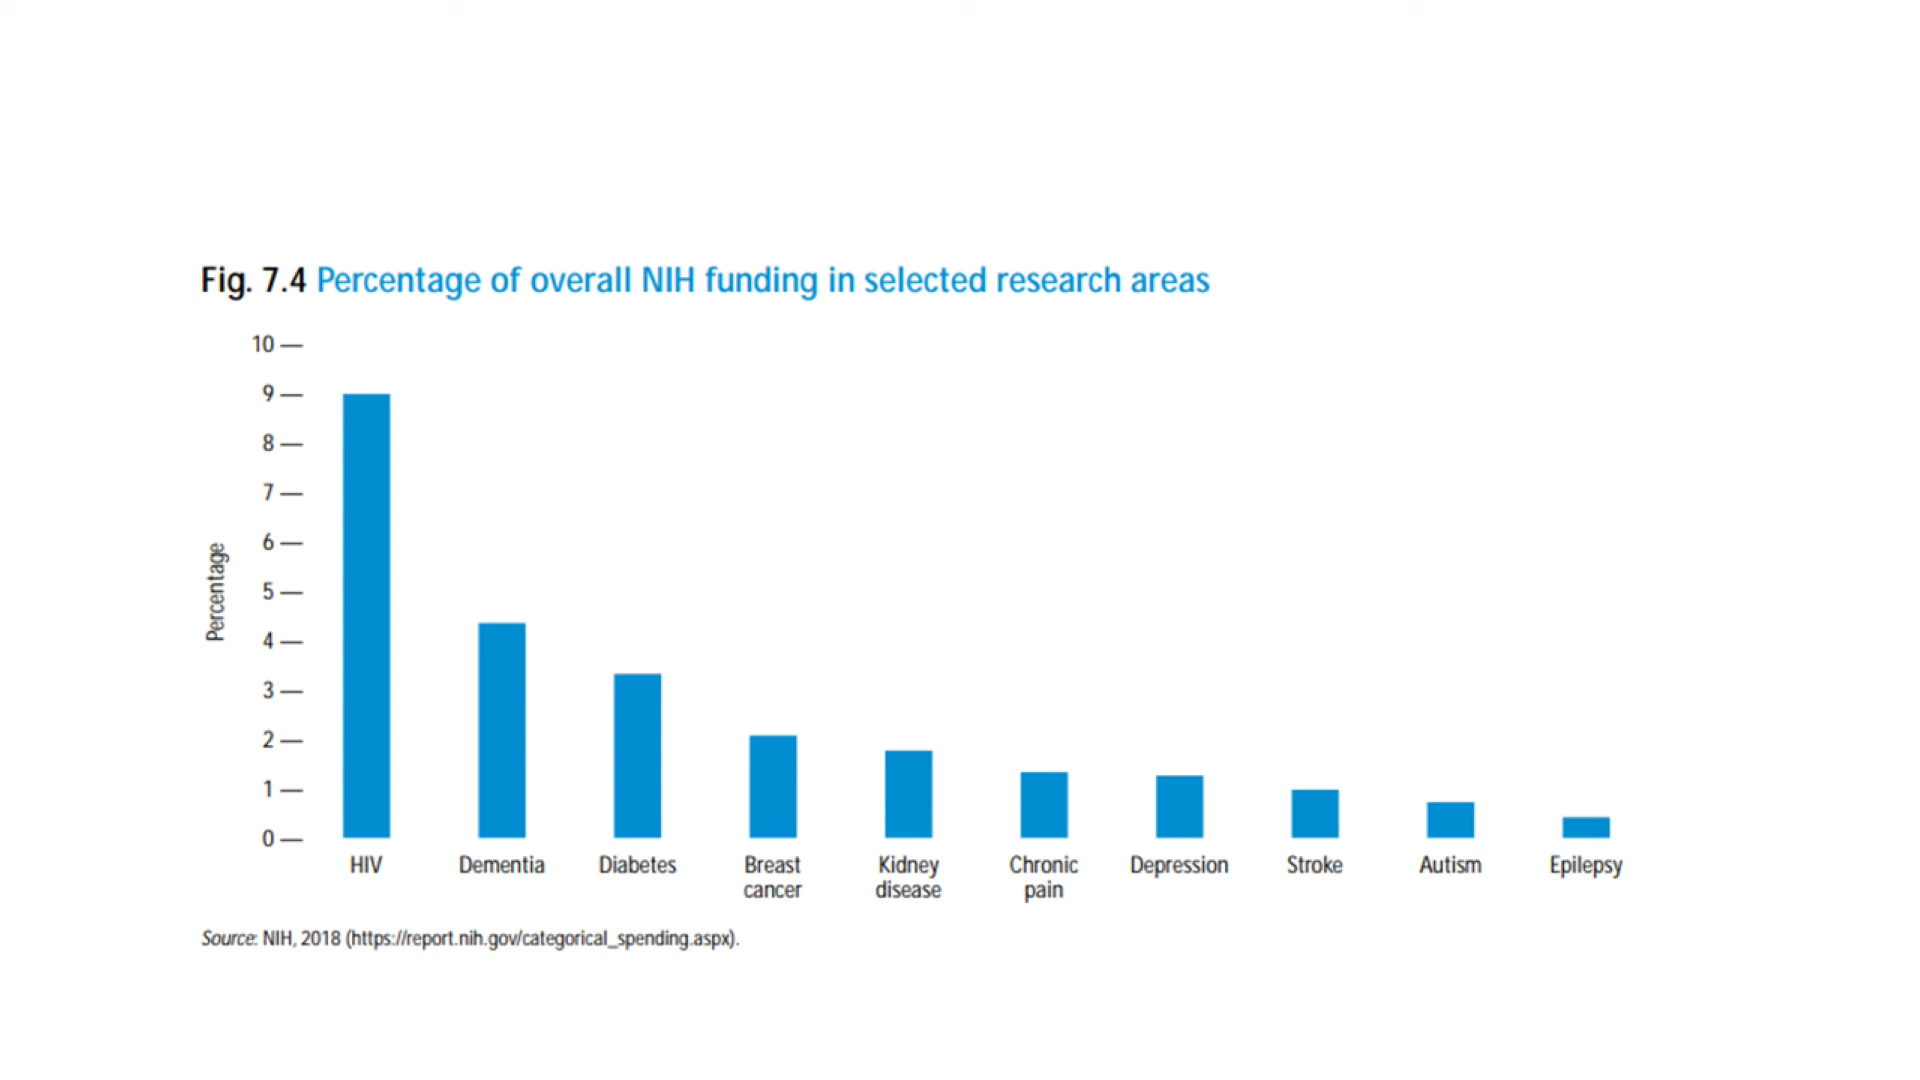 Fig. 7.4 Percentage of overall NIH funding in selected research areas
10
9
8
7
6
5
4
3
2
1
0
Percentage
HIV
Dementia
Diabetes
Breast
cancer
Kidney
disease
Chronic
pain
Depression
Stroke
Autism
Epilepsy
Source: NIH, 2018 (https://report.nih.gov/categorical_spending.aspx).